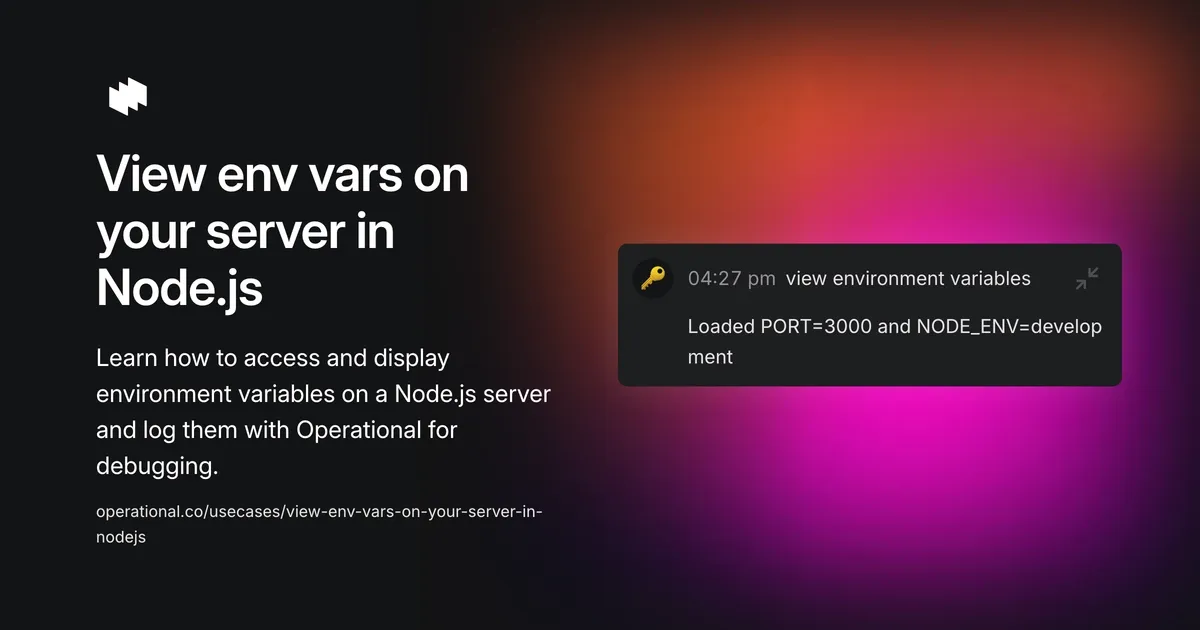 View env vars on
your server in
Node.js
Learn how to access and display
environment variables on a Node.js server
and log them with Operational for
debugging.
operational.co/usecases/view-env-vars-on-your-server-in-
nodejs
04:27 pm view environment variables
Loaded PORT=3000 and NODE_ENV=develop
ment